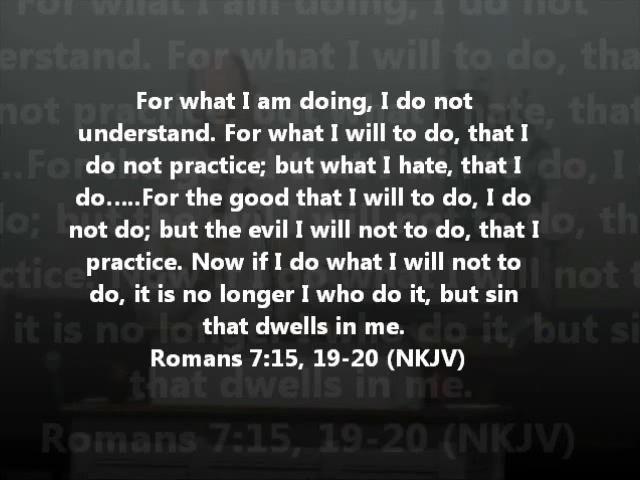 For what I am doing, I do not
understand. For what I will to do, that I
do not practice; but what I hate, that I
do.....For the good that I will to do, I do
not do; but the evil I will not to do, that I
practice. Now if I do what I will not to
do, it is no longer I who do it, but sin
that dwells in me.
Romans 7:15, 19-20 (NKJV)